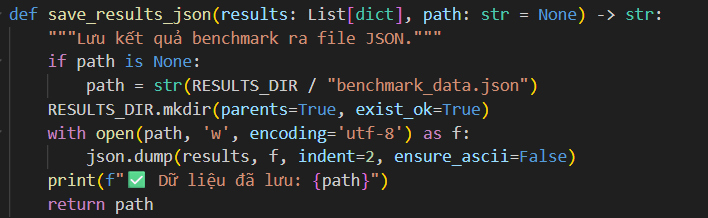 def save_results_json(results: List[dict], path: str = None) -> str:
    """Lưu kết quả benchmark ra file JSON."""
    if path is None:
        path = str(RESULTS_DIR / "benchmark_data.json")
    RESULTS_DIR.mkdir(parents=True, exist_ok=True)
    with open(path, 'w', encoding='utf-8') as f:
        json.dump(results, f, indent=2, ensure_ascii=False)
    print(f"✅ Dữ liệu đã lưu: {path}")
    return path